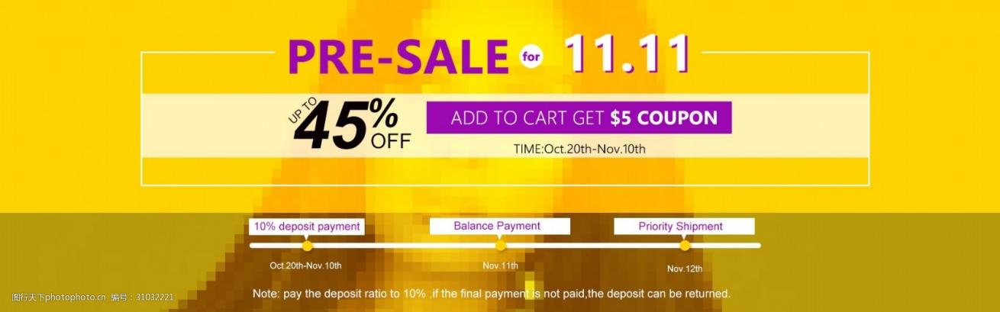 PRE-SALE for 11.11
UP TO 45% OFF
ADD TO CART GET $5 COUPON
TIME:Oct.20th-Nov.10th
10% deposit payment
Balance Payment
Priority Shipment
Oct.20th-Nov.10th
Nov.11th
Nov.12th
Note: pay the deposit ratio to 10% ,if the final payment is not paid,the deposit can be returned.
图行天下photophoto.cn 编号：31032221